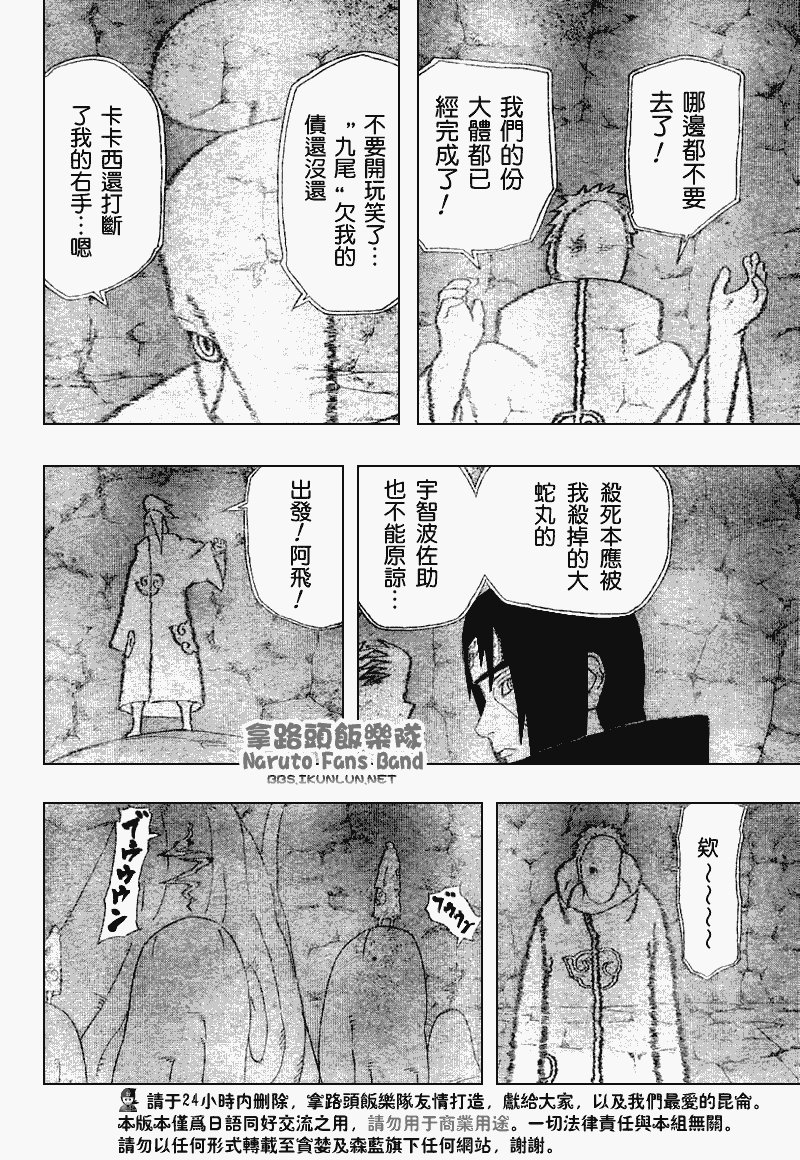 哪邊都不要
去了！
我們的份
大體都已
經完成了！
不要開玩笑了…
”九尾“欠我的
債還沒還
卡卡西還打斷
了我的右手…嗯
殺死本應被
我殺掉的大
蛇丸的
宇智波佐助
也不能原諒…
出發！阿飛！
欸～～～～
ブゥゥン
ブゥゥゥン
拿路頭飯樂隊
Naruto Fans Band
BBS.IKUNLUN.NET
請于24小時内刪除，拿路頭飯樂隊友情打造，獻給大家，以及我們最愛的昆侖。
本版本僅爲日語同好交流之用，請勿用于商業用途。一切法律責任與本組無關。
請勿以任何形式轉載至貪婪及森藍旗下任何網站，謝謝。